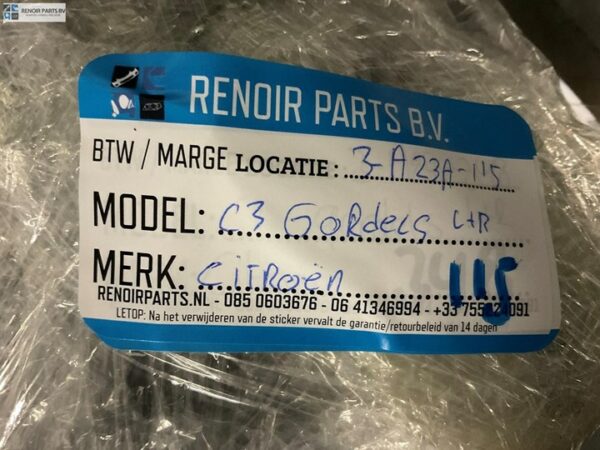 RENOIR PARTS BV
RENOIR PARTS B.V.
BTW / MARGE LOCATIE: 3-A23A-115
MODEL: C3 GORDELS L+R
MERK: CITROËN 115
RENOIRPARTS.NL - 085 0603676 - 06 41346994 - +33 755
LETOP: Na het verwijderen van de sticker vervalt de garantie/retourbeleid van 14 dagen